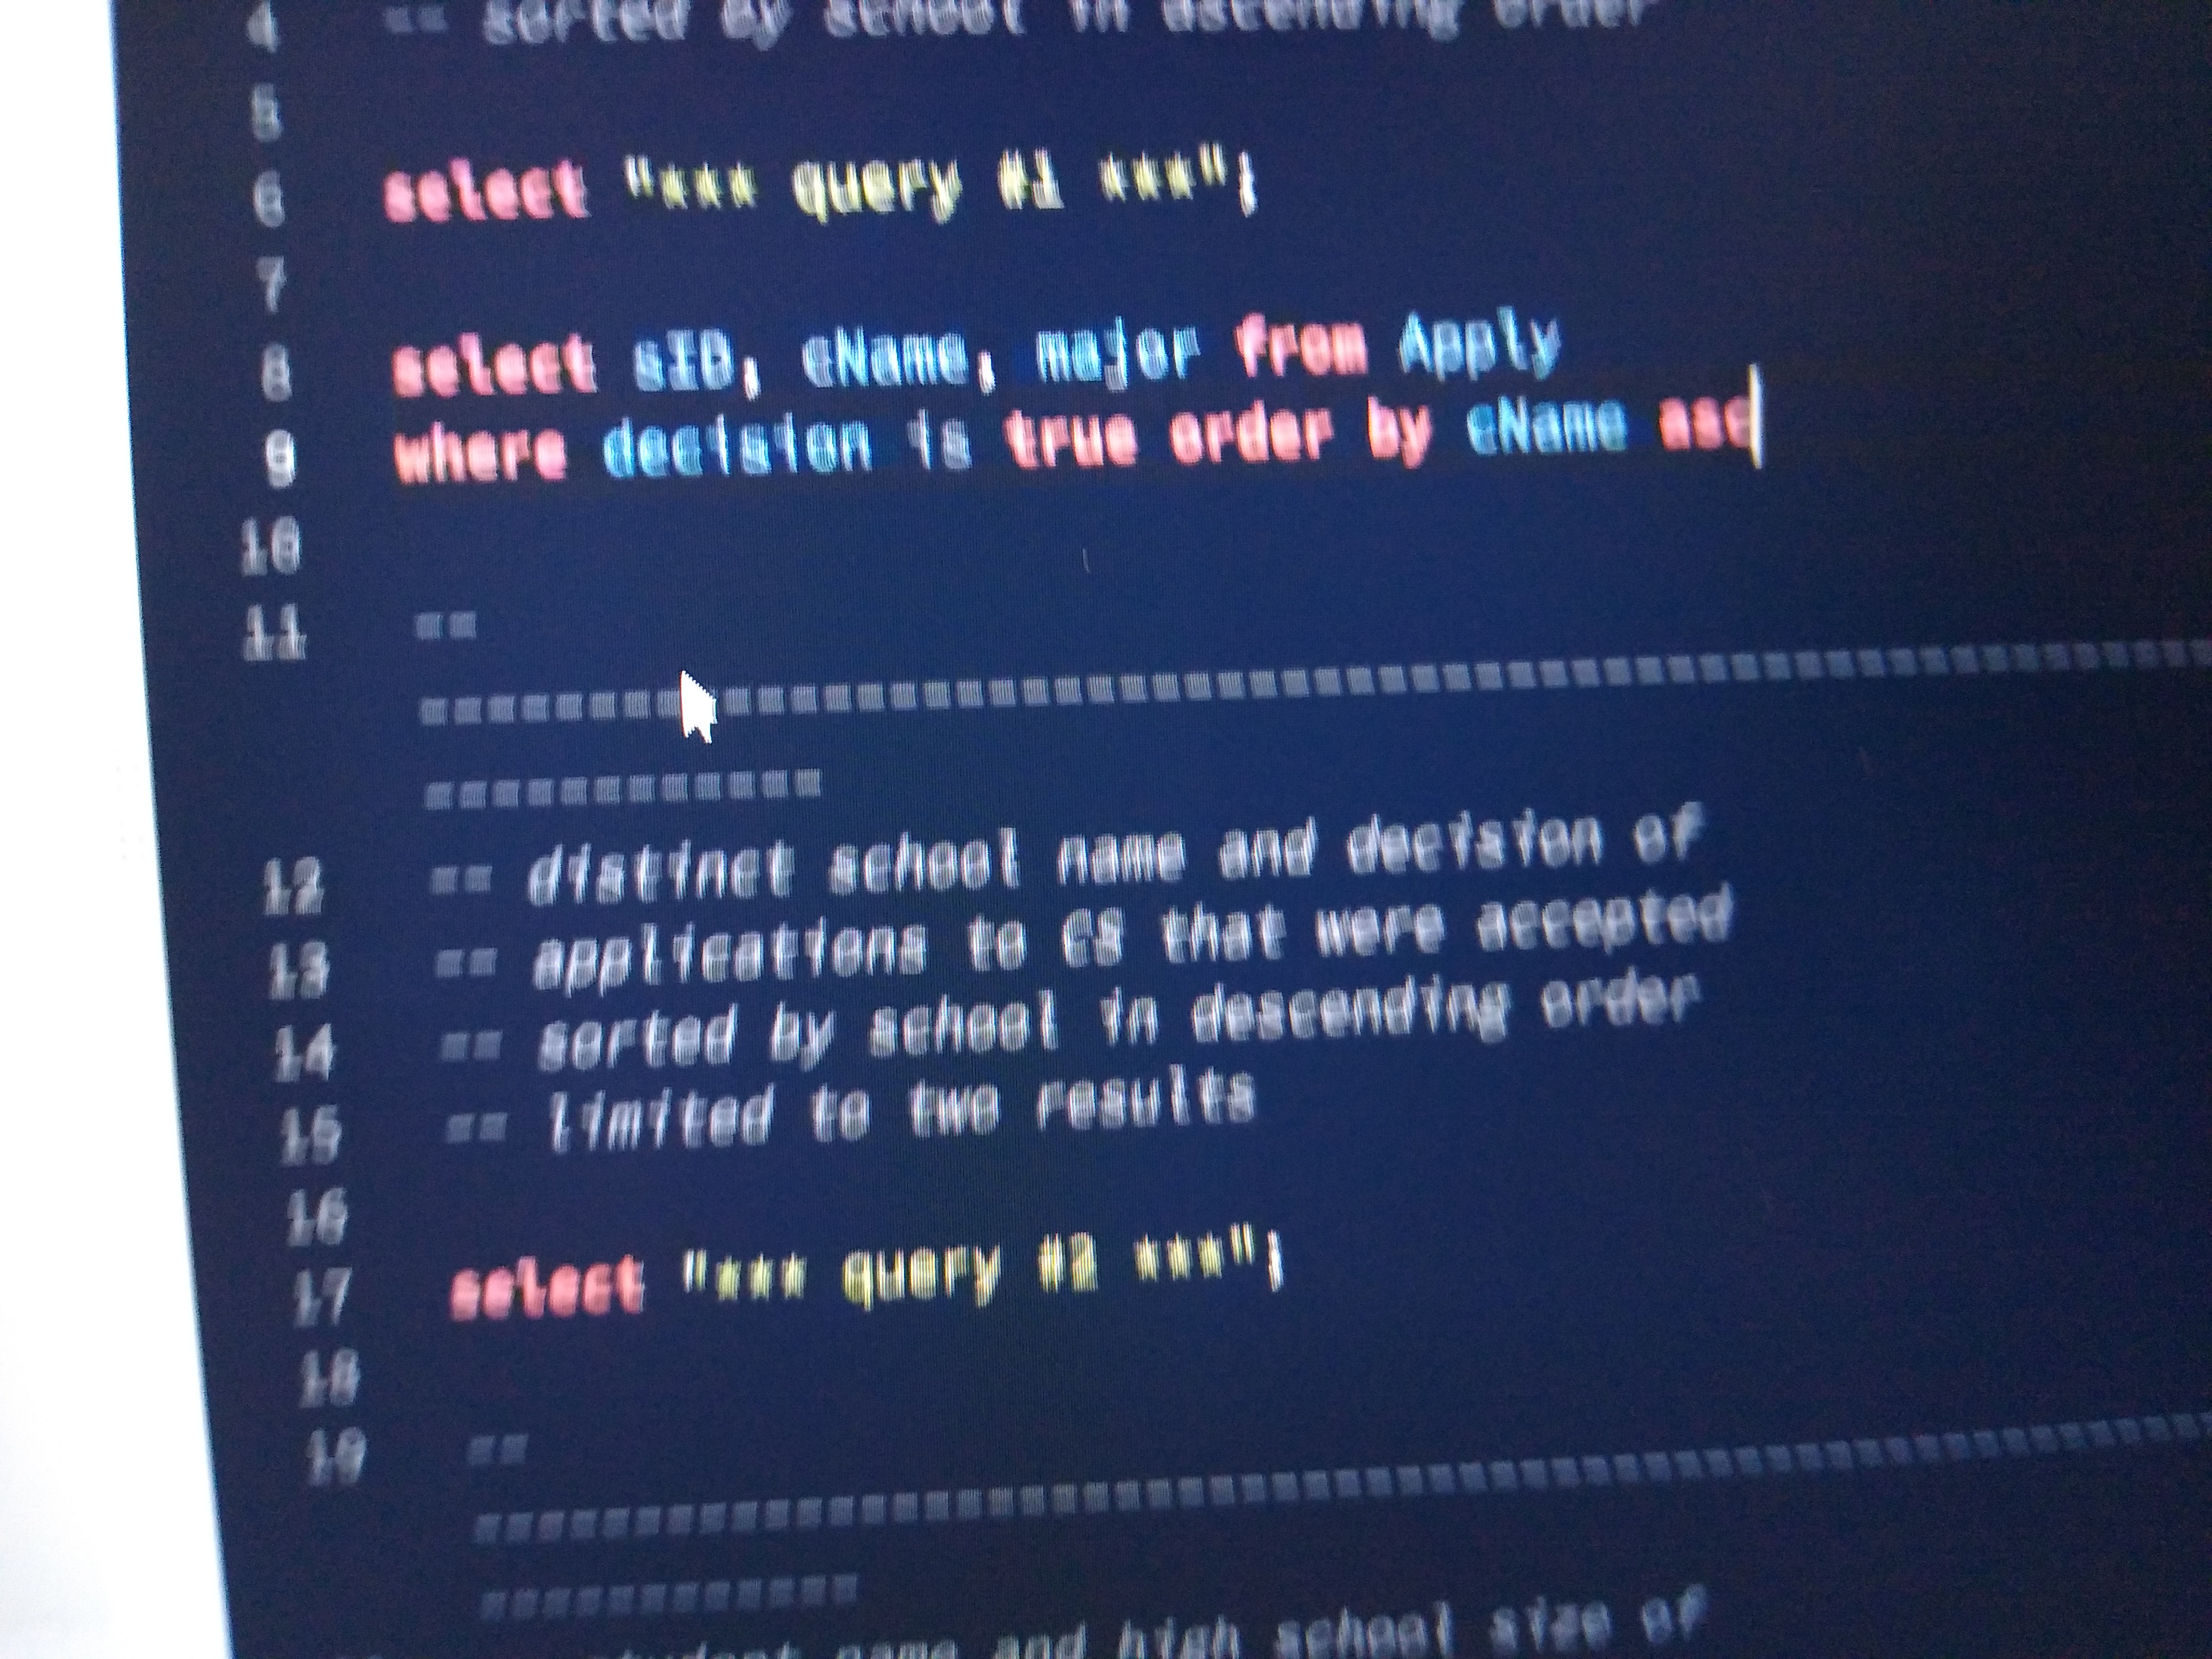 4 -- sorted by school in ascending order
5
6 select "*** query #1 ***";
7
8 select sID, cName, major from Apply
9 where decision is true order by cName asc
10
11 --
============================================
============
12 -- distinct school name and decision of
13 -- applications to CS that were accepted
14 -- sorted by school in descending order
15 -- limited to two results
16
17 select "*** query #2 ***";
18
19 --
============================================
============
student name and high school size of